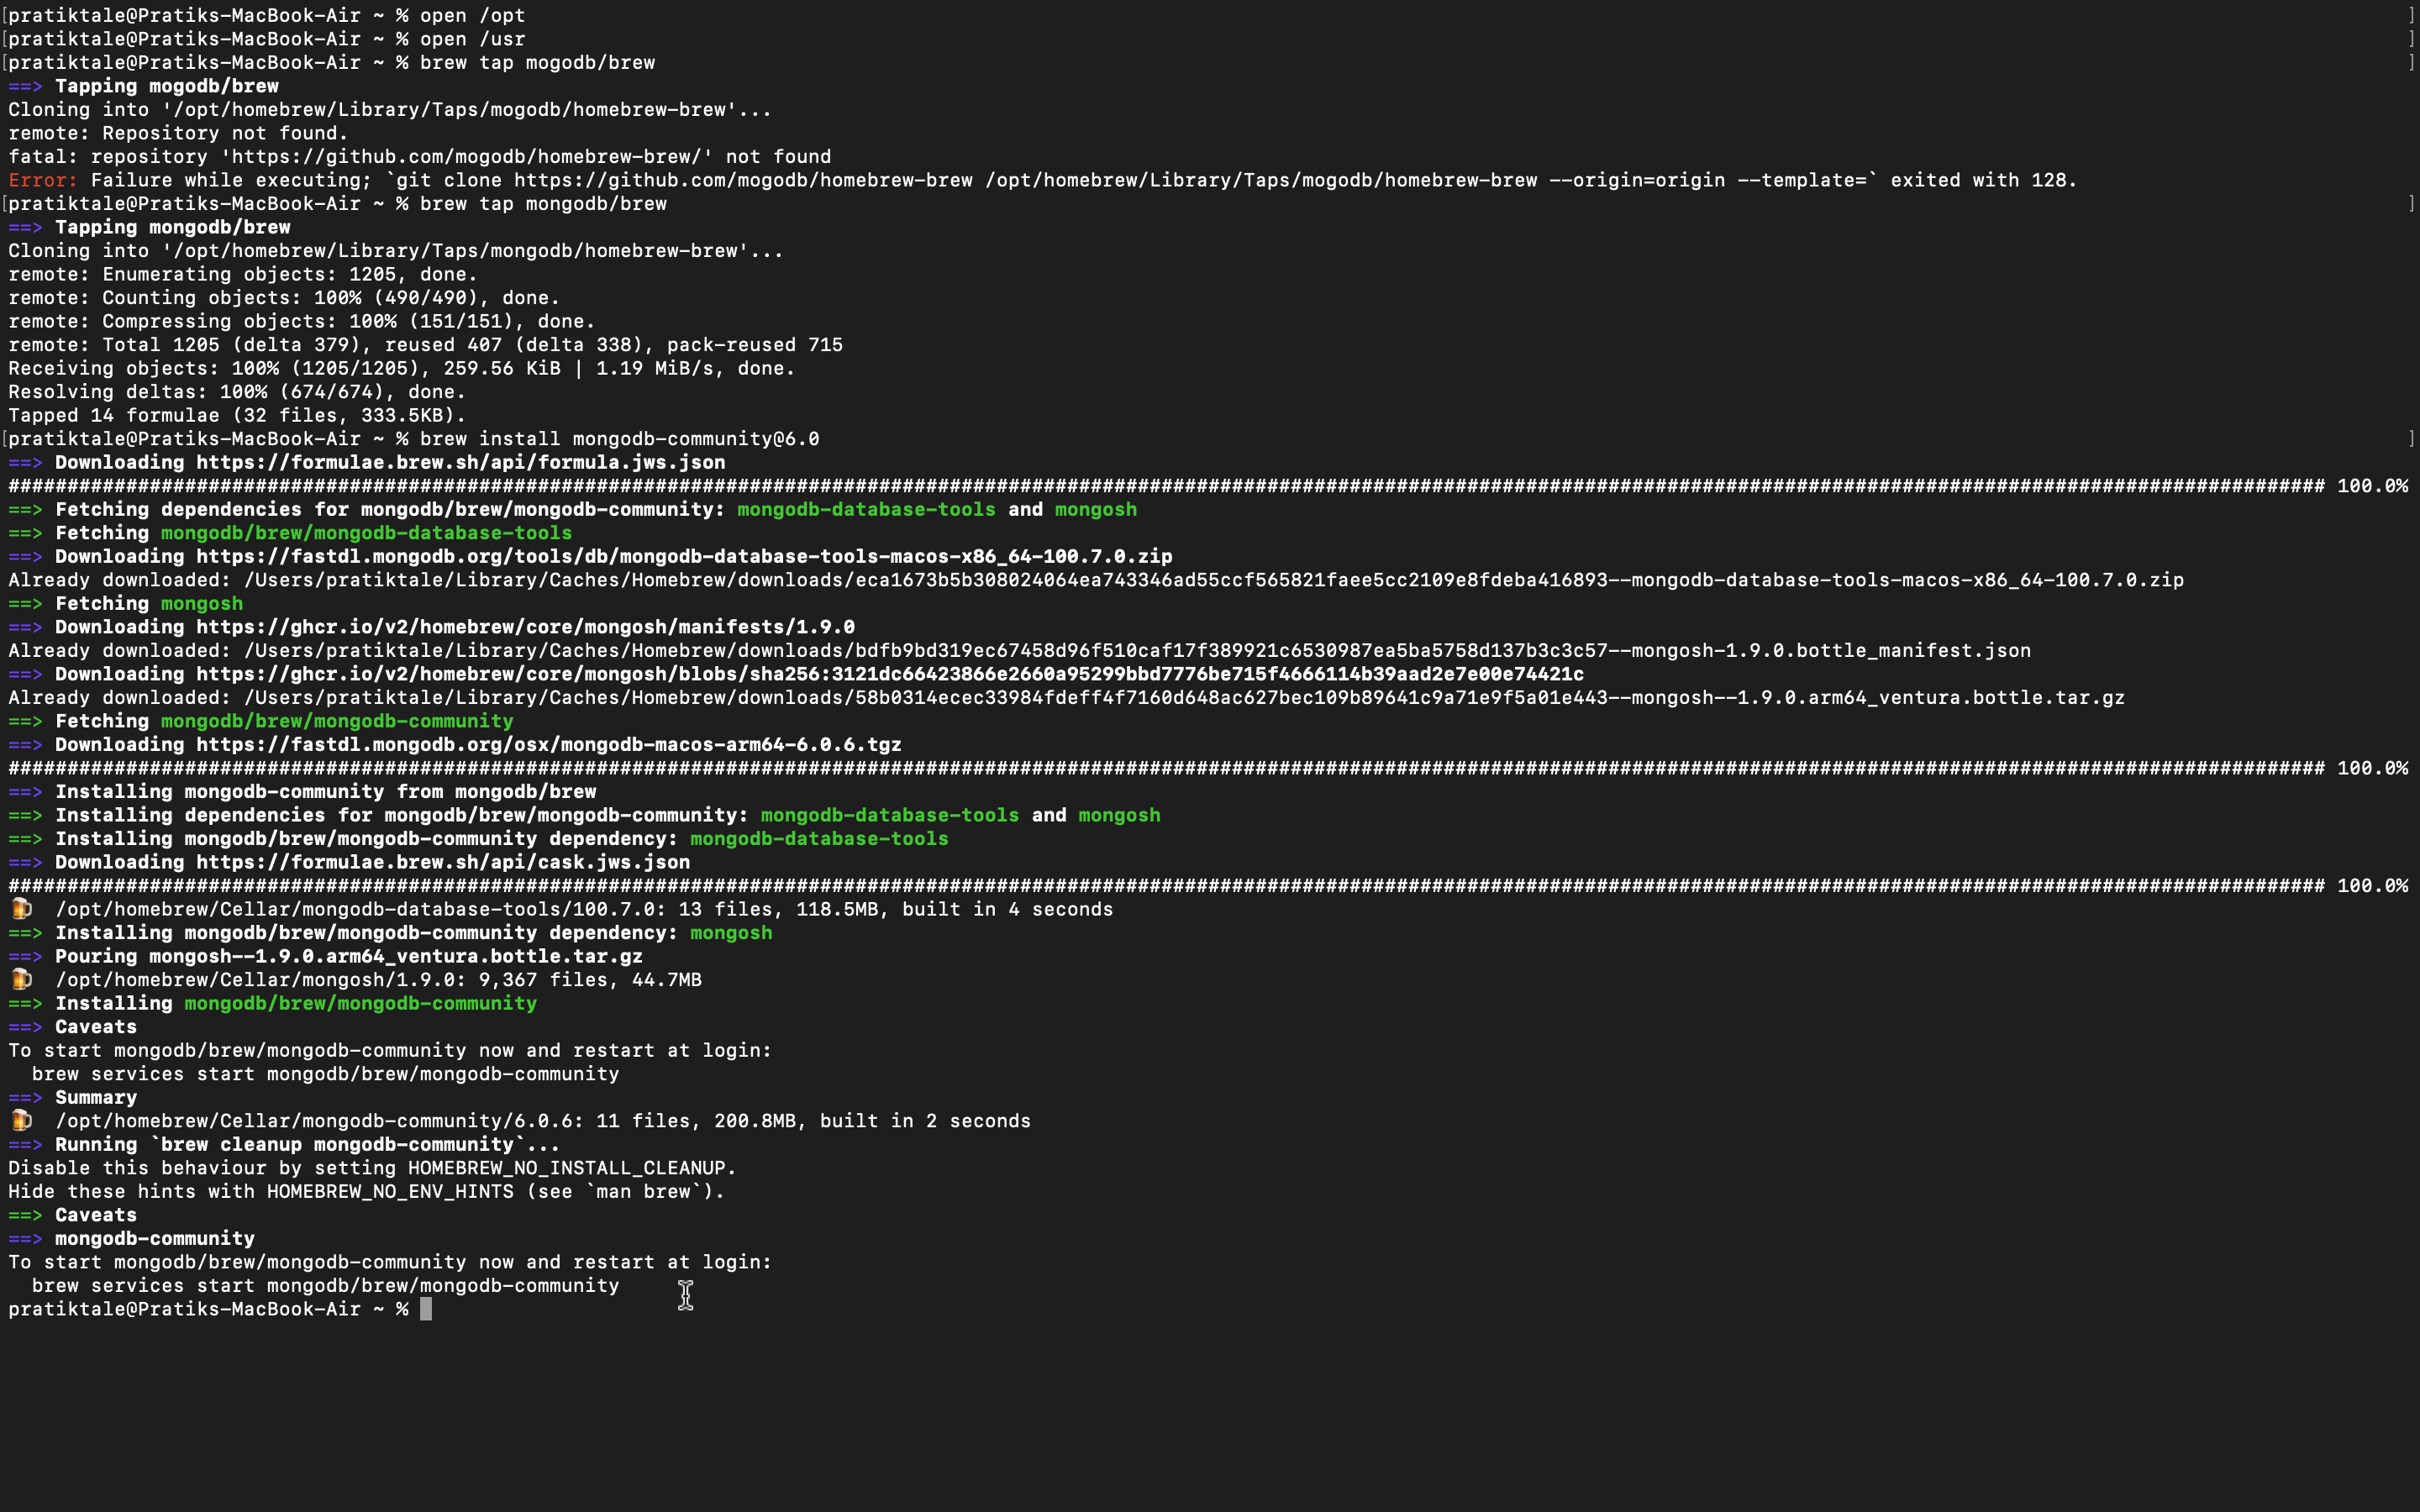 [pratiktale@Pratiks-MacBook-Air ~ % open /opt ]
[pratiktale@Pratiks-MacBook-Air ~ % open /usr ]
[pratiktale@Pratiks-MacBook-Air ~ % brew tap mogodb/brew ]
==> Tapping mogodb/brew
Cloning into '/opt/homebrew/Library/Taps/mogodb/homebrew-brew'...
remote: Repository not found.
fatal: repository 'https://github.com/mogodb/homebrew-brew/' not found
Error: Failure while executing; `git clone https://github.com/mogodb/homebrew-brew /opt/homebrew/Library/Taps/mogodb/homebrew-brew --origin=origin --template=` exited with 128.
[pratiktale@Pratiks-MacBook-Air ~ % brew tap mongodb/brew ]
==> Tapping mongodb/brew
Cloning into '/opt/homebrew/Library/Taps/mongodb/homebrew-brew'...
remote: Enumerating objects: 1205, done.
remote: Counting objects: 100% (490/490), done.
remote: Compressing objects: 100% (151/151), done.
remote: Total 1205 (delta 379), reused 407 (delta 338), pack-reused 715
Receiving objects: 100% (1205/1205), 259.56 KiB | 1.19 MiB/s, done.
Resolving deltas: 100% (674/674), done.
Tapped 14 formulae (32 files, 333.5KB).
[pratiktale@Pratiks-MacBook-Air ~ % brew install mongodb-community@6.0 ]
==> Downloading https://formulae.brew.sh/api/formula.jws.json
##################################################################################################################################################################################################### 100.0%
==> Fetching dependencies for mongodb/brew/mongodb-community: mongodb-database-tools and mongosh
==> Fetching mongodb/brew/mongodb-database-tools
==> Downloading https://fastdl.mongodb.org/tools/db/mongodb-database-tools-macos-x86_64-100.7.0.zip
Already downloaded: /Users/pratiktale/Library/Caches/Homebrew/downloads/eca1673b5b308024064ea743346ad55ccf565821faee5cc2109e8fdeba416893--mongodb-database-tools-macos-x86_64-100.7.0.zip
==> Fetching mongosh
==> Downloading https://ghcr.io/v2/homebrew/core/mongosh/manifests/1.9.0
Already downloaded: /Users/pratiktale/Library/Caches/Homebrew/downloads/bdfb9bd319ec67458d96f510caf17f389921c6530987ea5ba5758d137b3c3c57--mongosh-1.9.0.bottle_manifest.json
==> Downloading https://ghcr.io/v2/homebrew/core/mongosh/blobs/sha256:3121dc66423866e2660a95299bbd7776be715f4666114b39aad2e7e00e74421c
Already downloaded: /Users/pratiktale/Library/Caches/Homebrew/downloads/58b0314ecec33984fdeff4f7160d648ac627bec109b89641c9a71e9f5a01e443--mongosh--1.9.0.arm64_ventura.bottle.tar.gz
==> Fetching mongodb/brew/mongodb-community
==> Downloading https://fastdl.mongodb.org/osx/mongodb-macos-arm64-6.0.6.tgz
##################################################################################################################################################################################################### 100.0%
==> Installing mongodb-community from mongodb/brew
==> Installing dependencies for mongodb/brew/mongodb-community: mongodb-database-tools and mongosh
==> Installing mongodb/brew/mongodb-community dependency: mongodb-database-tools
==> Downloading https://formulae.brew.sh/api/cask.jws.json
##################################################################################################################################################################################################### 100.0%
🍺 /opt/homebrew/Cellar/mongodb-database-tools/100.7.0: 13 files, 118.5MB, built in 4 seconds
==> Installing mongodb/brew/mongodb-community dependency: mongosh
==> Pouring mongosh--1.9.0.arm64_ventura.bottle.tar.gz
🍺 /opt/homebrew/Cellar/mongosh/1.9.0: 9,367 files, 44.7MB
==> Installing mongodb/brew/mongodb-community
==> Caveats
To start mongodb/brew/mongodb-community now and restart at login:
  brew services start mongodb/brew/mongodb-community
==> Summary
🍺 /opt/homebrew/Cellar/mongodb-community/6.0.6: 11 files, 200.8MB, built in 2 seconds
==> Running `brew cleanup mongodb-community`...
Disable this behaviour by setting HOMEBREW_NO_INSTALL_CLEANUP.
Hide these hints with HOMEBREW_NO_ENV_HINTS (see `man brew`).
==> Caveats
==> mongodb-community
To start mongodb/brew/mongodb-community now and restart at login:
  brew services start mongodb/brew/mongodb-community
pratiktale@Pratiks-MacBook-Air ~ %